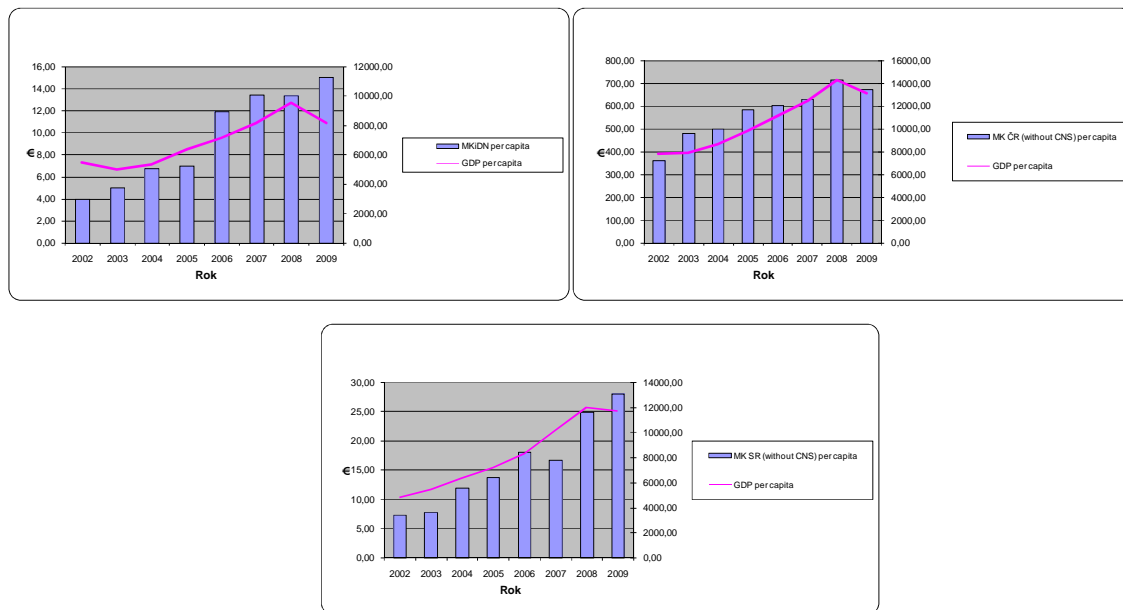 16,00 12000,00
14,00 10000,00
12,00
10,00 8000,00
€ 8,00 6000,00
6,00 4000,00
4,00
2,00 2000,00
0,00 0,00
2002 2003 2004 2005 2006 2007 2008 2009
Rok
MKiDN per capita
GDP per capita
800,00 16000,00
700,00 14000,00
600,00 12000,00
500,00 10000,00
€ 400,00 8000,00
300,00 6000,00
200,00 4000,00
100,00 2000,00
0,00 0,00
2002 2003 2004 2005 2006 2007 2008 2009
Rok
MK ČR (without CNS) per capita
GDP per capita
30,00 14000,00
25,00 12000,00
20,00 10000,00
€ 15,00 8000,00
10,00 6000,00
5,00 4000,00
2000,00
0,00 0,00
2002 2003 2004 2005 2006 2007 2008 2009
Rok
MK SR (without CNS) per capita
GDP per capita